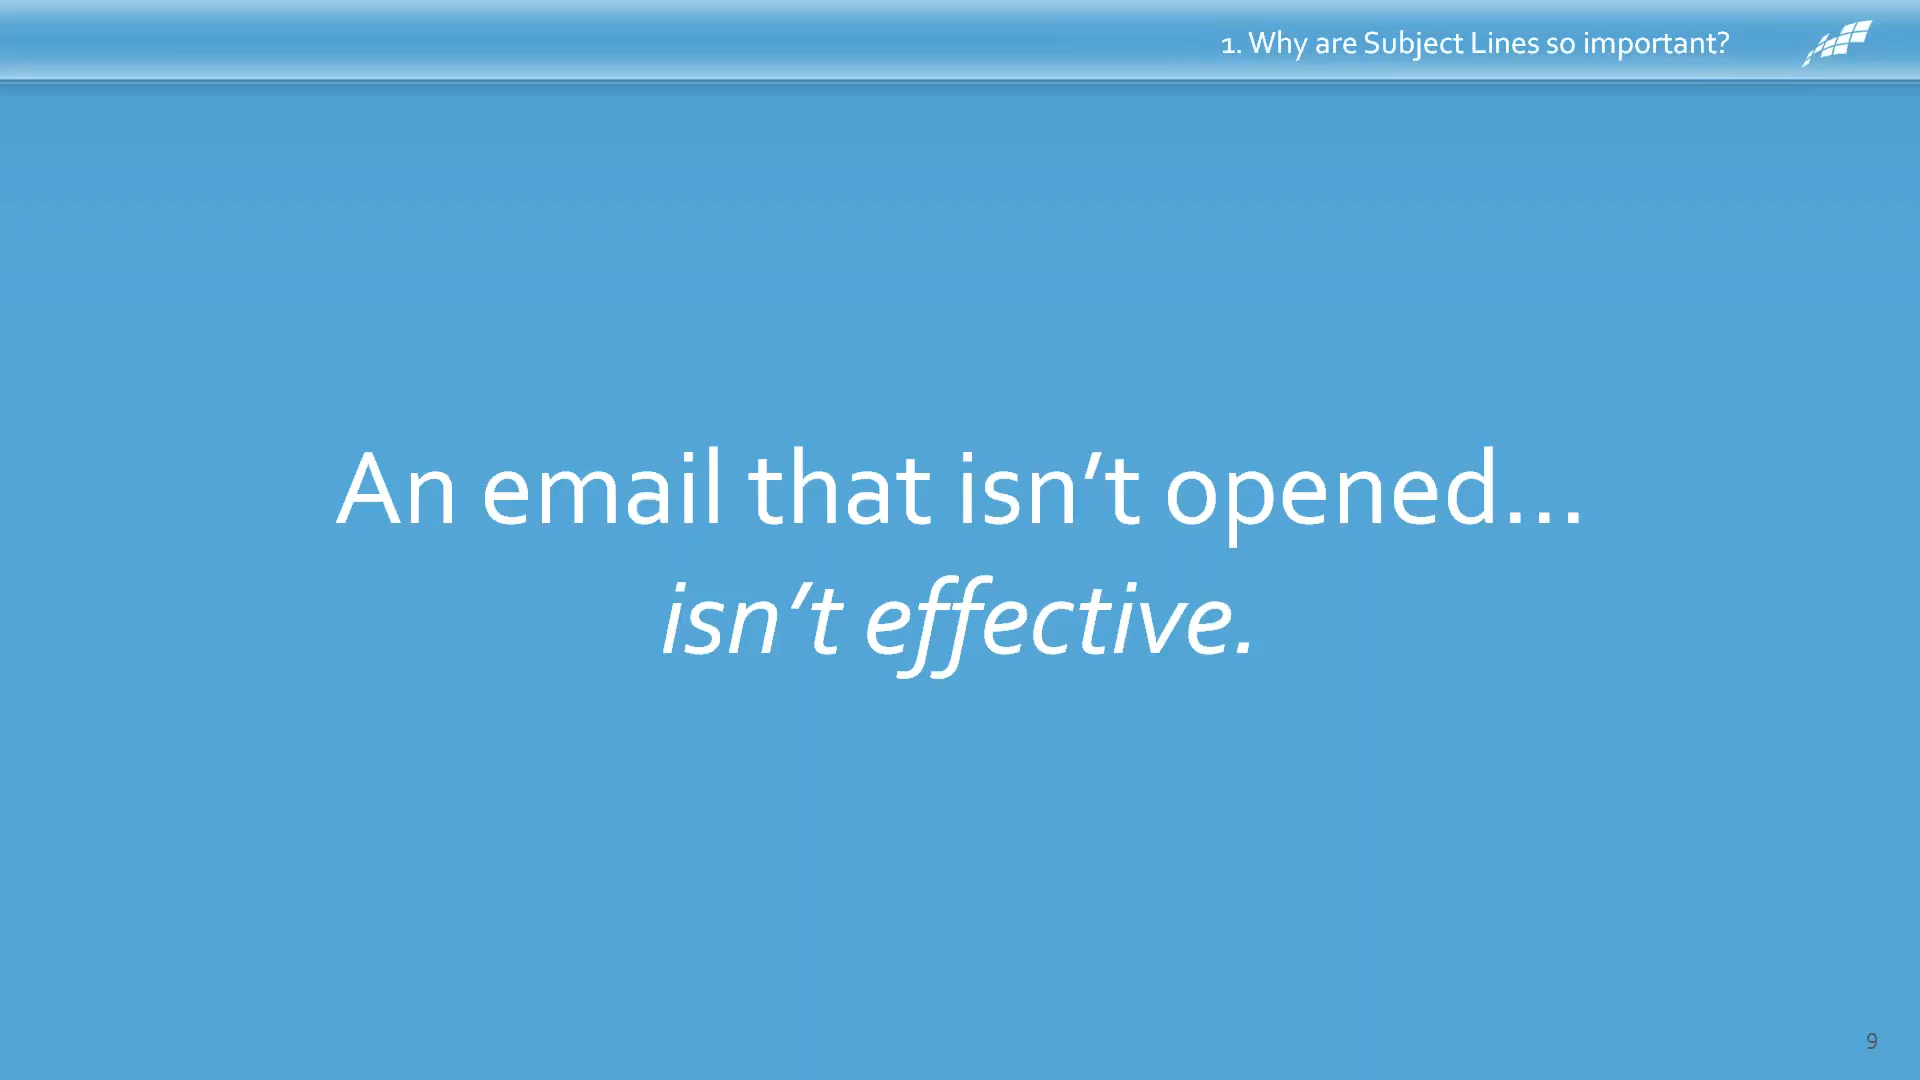 1. Why are Subject Lines so important?
An email that isn’t opened...
isn’t effective.
9